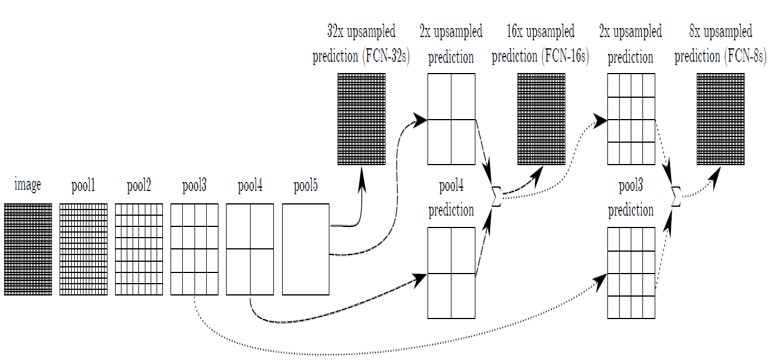 32x upsampled
prediction (FCN-32s)
2x upsampled
prediction
16x upsampled
prediction (FCN-16s)
2x upsampled
prediction
8x upsampled
prediction (FCN-8s)
image
pool1
pool2
pool3
pool4
pool5
pool4
prediction
∑
pool3
prediction
∑